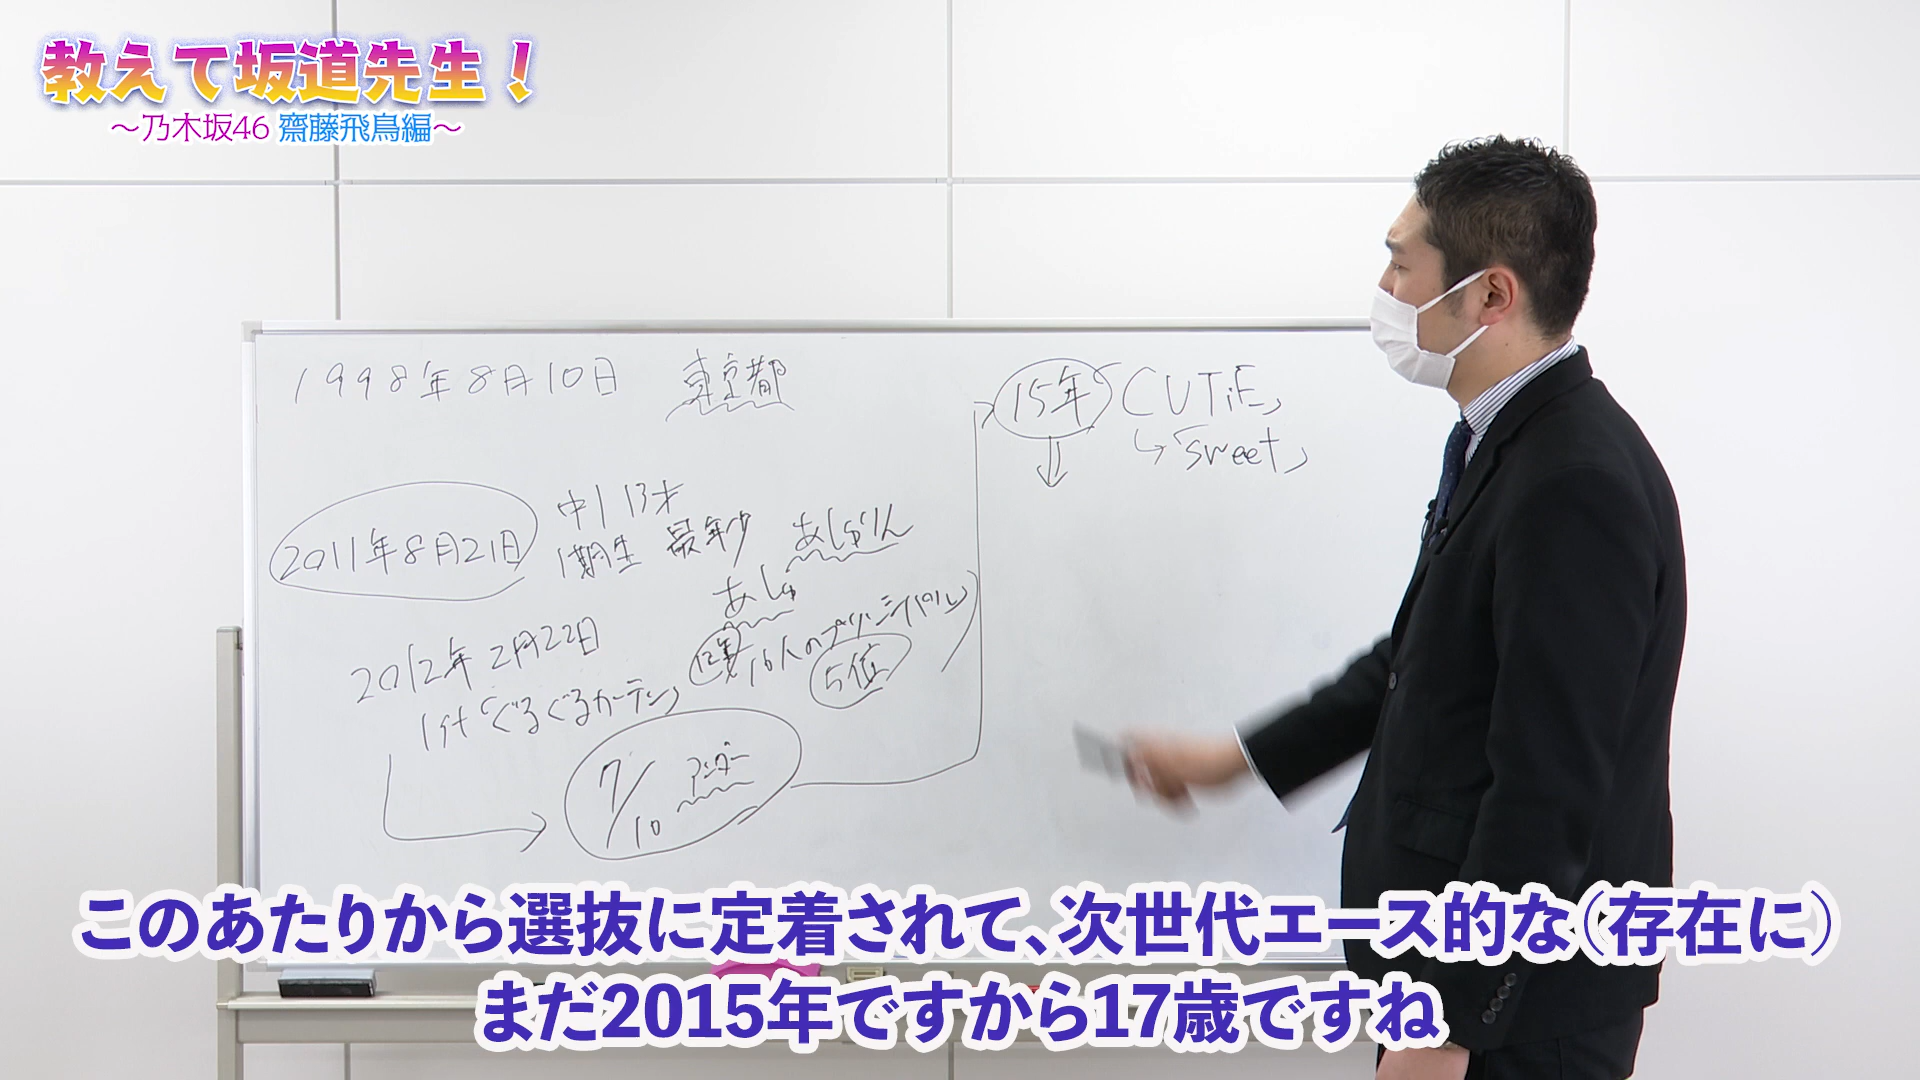 教えて坂道先生！
～乃木坂46 齋藤飛鳥編～
1998年8月10日 東京都
2011年8月21日
中1 13才
1期生 最年少
あしゅりん
あしゅ
12年 16人のプリンシパル
5位
2012年2月22日
1st「ぐるぐるカーテン」
7/10 アンダー
15年
「CUTiE」
↳「sweet」
このあたりから選抜に定着されて、次世代エース的な（存在に）
まだ2015年ですから17歳ですね